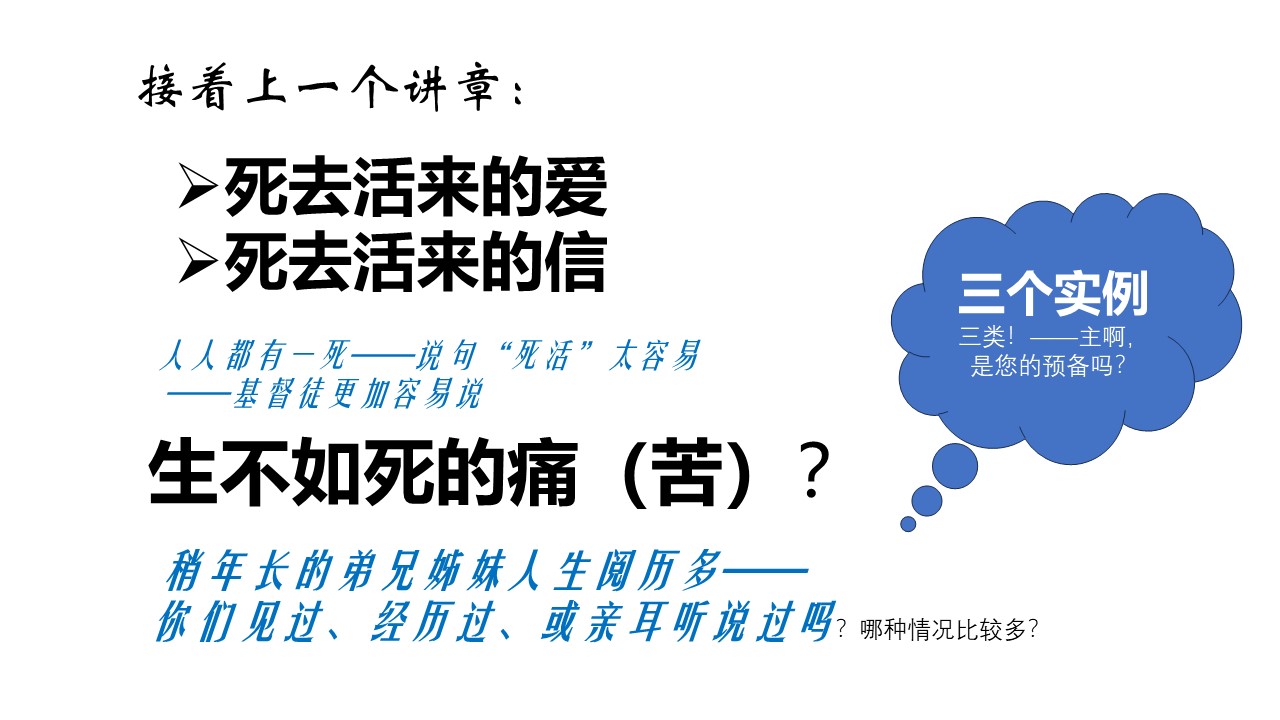 接着上一个讲章：
➢死去活来的爱
➢死去活来的信
人人都有一死——说句“死活”太容易
——基督徒更加容易说
生不如死的痛（苦）？
稍年长的弟兄姊妹人生阅历多——
你们见过、经历过、或亲耳听说过吗？哪种情况比较多？
三个实例
三类！——主啊，
是您的预备吗？